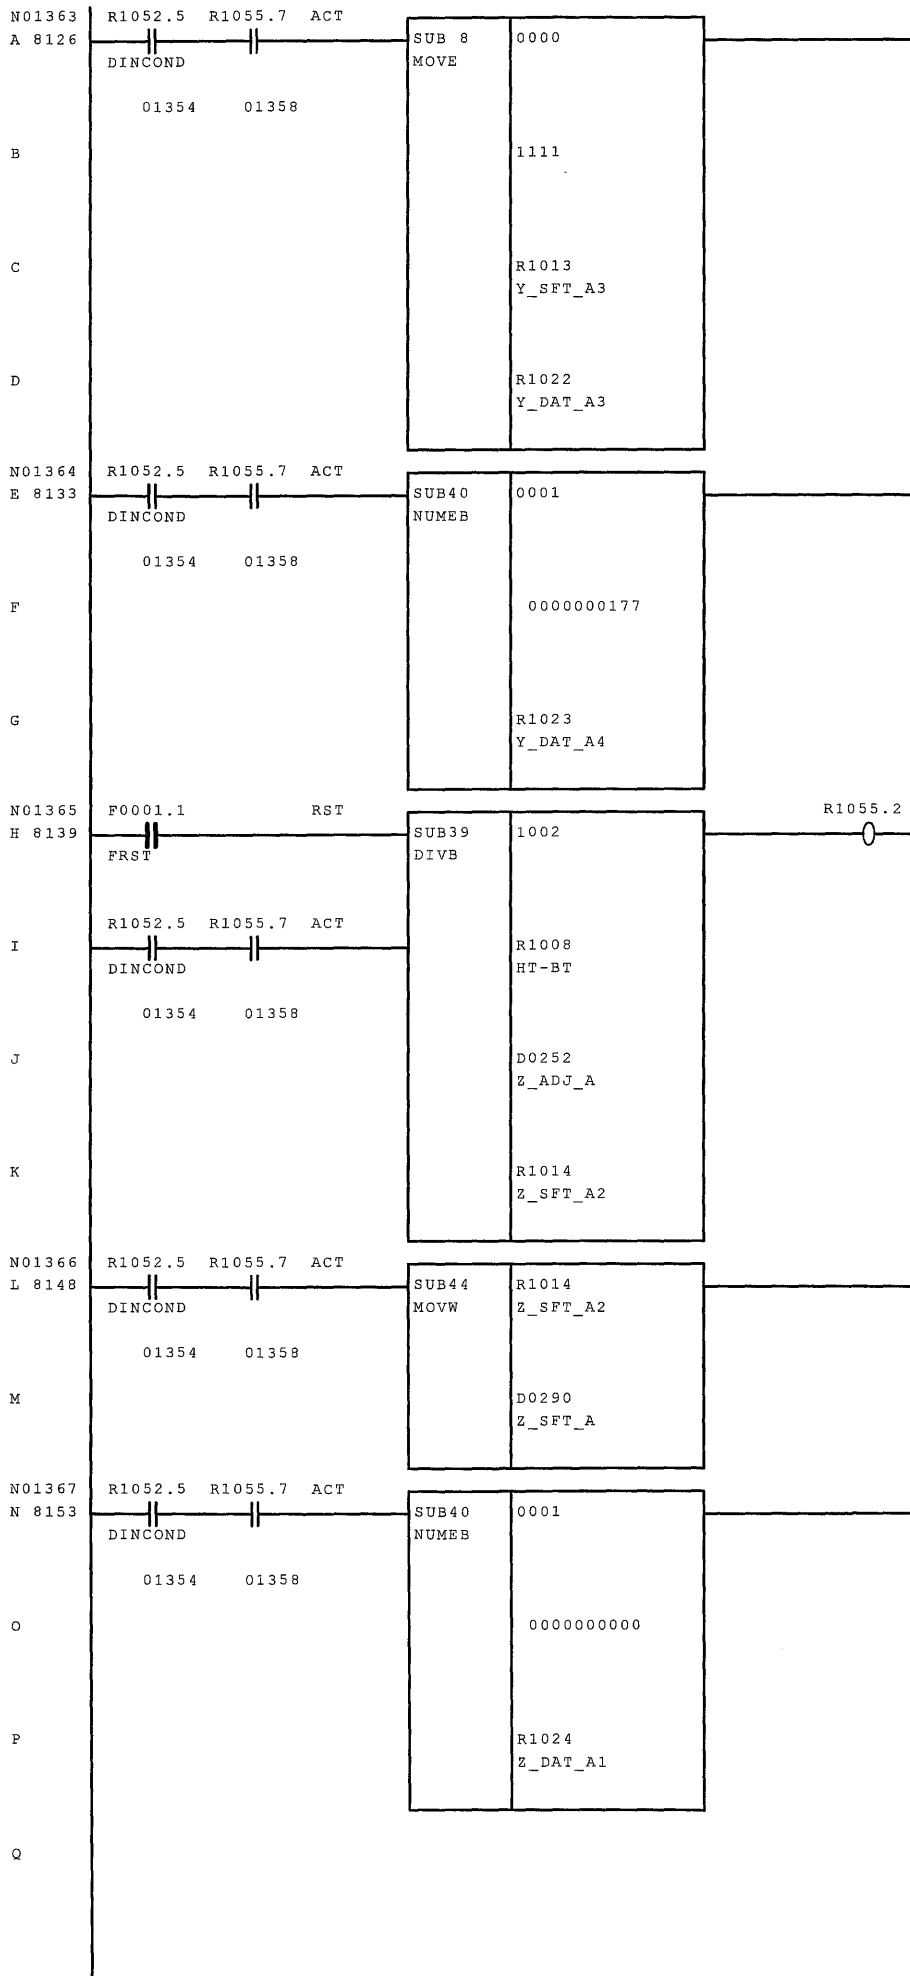 N01363 R1052.5 R1055.7 ACT
A 8126 SUB 8 0000
DINCOND MOVE
01354 01358
B 1111
C R1013
Y_SFT_A3
D R1022
Y_DAT_A3
N01364 R1052.5 R1055.7 ACT
E 8133 SUB40 0001
DINCOND NUMEB
01354 01358
F 0000000177
G R1023
Y_DAT_A4
N01365 F0001.1 RST R1055.2
H 8139 SUB39 1002
FRST DIVB
R1052.5 R1055.7 ACT
I R1008
DINCOND HT-BT
01354 01358
J D0252
Z_ADJ_A
K R1014
Z_SFT_A2
N01366 R1052.5 R1055.7 ACT
L 8148 SUB44 R1014
DINCOND MOVW Z_SFT_A2
01354 01358
M D0290
Z_SFT_A
N01367 R1052.5 R1055.7 ACT
N 8153 SUB40 0001
DINCOND NUMEB
01354 01358
O 0000000000
P R1024
Z_DAT_A1
Q